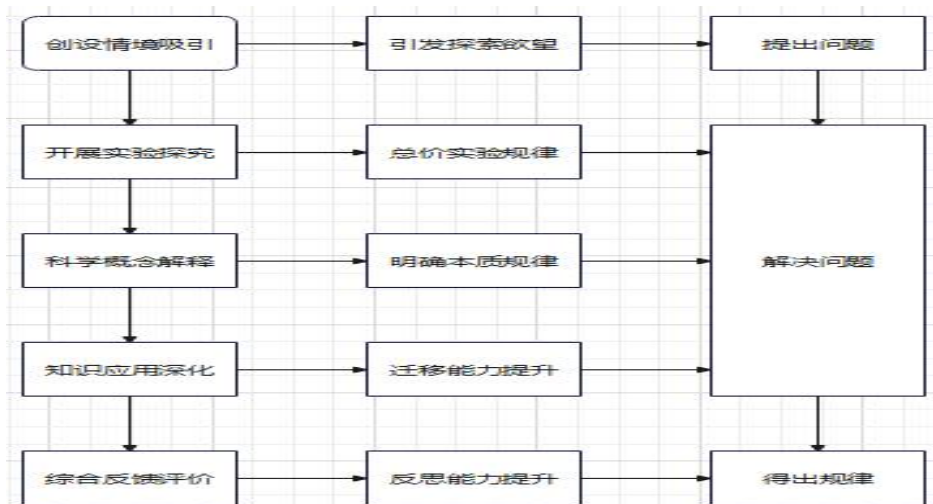 创设情境吸引
引发探索欲望
提出问题
开展实验探究
总价实验规律
科学概念解释
明确本质规律
解决问题
知识应用深化
迁移能力提升
综合反馈评价
反思能力提升
得出规律